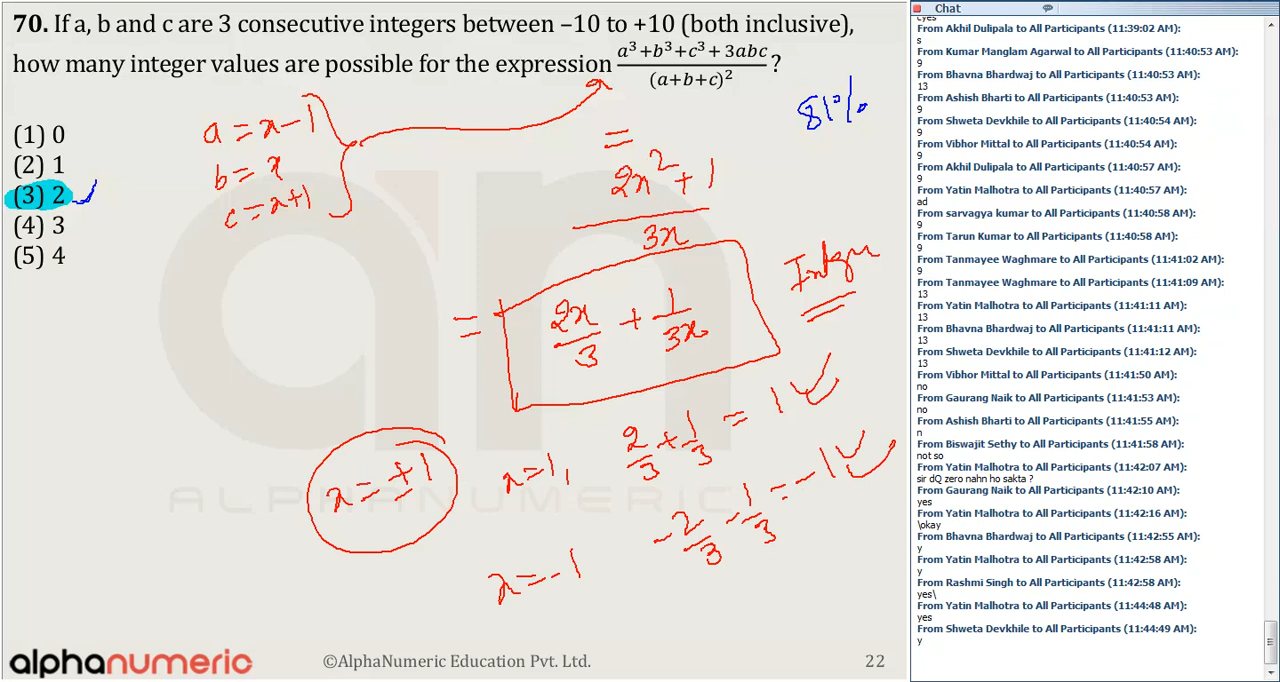 70. If a, b and c are 3 consecutive integers between –10 to +10 (both inclusive),
how many integer values are possible for the expression (a³+b³+c³+3abc)/(a+b+c)² ?
(1) 0
(2) 1
(3) 2
(4) 3
(5) 4
a = x-1
b = x
c = x+1
81%
= (2x²+1)/3x
= 2x/3 + 1/3x
Integer
x = ±1
x=1, 2/3 + 1/3 = 1
x=-1 -2/3 - 1/3 = -1
ALPHANUMERIC
alphanumeric
©AlphaNumeric Education Pvt. Ltd.
22
Chat
cyes
From Akhil Dulipala to All Participants (11:39:02 AM):
s
From Kumar Manglam Agarwal to All Participants (11:40:53 AM):
9
From Bhavna Bhardwaj to All Participants (11:40:53 AM):
13
From Ashish Bharti to All Participants (11:40:53 AM):
9
From Shweta Devkhile to All Participants (11:40:54 AM):
9
From Vibhor Mittal to All Participants (11:40:54 AM):
9
From Akhil Dulipala to All Participants (11:40:57 AM):
9
From Yatin Malhotra to All Participants (11:40:57 AM):
ad
From sarvagya kumar to All Participants (11:40:58 AM):
9
From Tarun Kumar to All Participants (11:40:58 AM):
9
From Tanmayee Waghmare to All Participants (11:41:02 AM):
9
From Tanmayee Waghmare to All Participants (11:41:09 AM):
13
From Yatin Malhotra to All Participants (11:41:11 AM):
13
From Bhavna Bhardwaj to All Participants (11:41:11 AM):
13
From Shweta Devkhile to All Participants (11:41:12 AM):
13
From Vibhor Mittal to All Participants (11:41:50 AM):
no
From Gaurang Naik to All Participants (11:41:53 AM):
no
From Ashish Bharti to All Participants (11:41:55 AM):
n
From Biswajit Sethy to All Participants (11:41:58 AM):
not so
From Yatin Malhotra to All Participants (11:42:07 AM):
sir dQ zero nahn ho sakta ?
From Gaurang Naik to All Participants (11:42:10 AM):
yes
From Yatin Malhotra to All Participants (11:42:16 AM):
\okay
From Bhavna Bhardwaj to All Participants (11:42:55 AM):
y
From Yatin Malhotra to All Participants (11:42:58 AM):
y
From Rashmi Singh to All Participants (11:42:58 AM):
yes\
From Yatin Malhotra to All Participants (11:44:48 AM):
yes
From Shweta Devkhile to All Participants (11:44:49 AM):
y